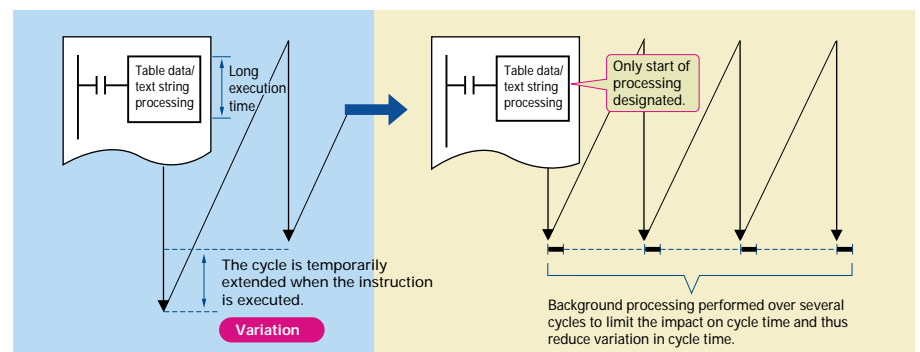 Table data/
text string
processing
Long
execution
time
The cycle is temporarily
extended when the instruction
is executed.
Variation
Table data/
text string
processing
Only start of
processing
designated.
Background processing performed over several
cycles to limit the impact on cycle time and thus
reduce variation in cycle time.